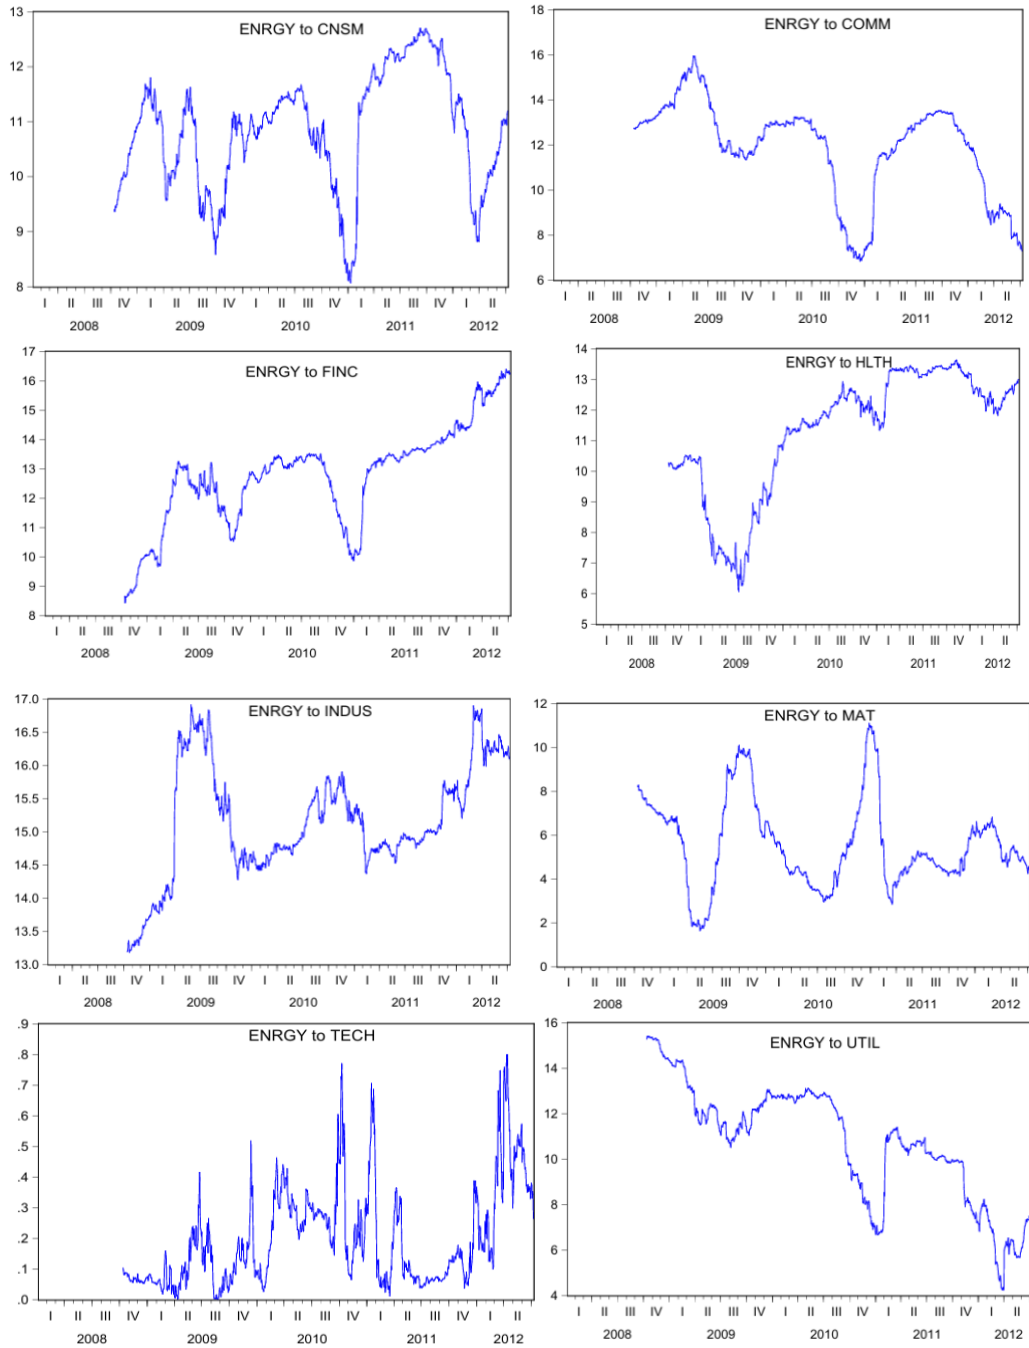 ENRGY to CNSM
13
12
11
10
9
8
I II III IV I II III IV I II III IV I II III IV I II
2008 2009 2010 2011 2012
ENRGY to COMM
18
16
14
12
10
8
6
I II III IV I II III IV I II III IV I II III IV I II
2008 2009 2010 2011 2012
ENRGY to FINC
17
16
15
14
13
12
11
10
9
8
I II III IV I II III IV I II III IV I II III IV I II
2008 2009 2010 2011 2012
ENRGY to HLTH
14
13
12
11
10
9
8
7
6
5
I II III IV I II III IV I II III IV I II III IV I II
2008 2009 2010 2011 2012
ENRGY to INDUS
17.0
16.5
16.0
15.5
15.0
14.5
14.0
13.5
13.0
I II III IV I II III IV I II III IV I II III IV I II
2008 2009 2010 2011 2012
ENRGY to MAT
12
10
8
6
4
2
0
I II III IV I II III IV I II III IV I II III IV I II
2008 2009 2010 2011 2012
ENRGY to TECH
.9
.8
.7
.6
.5
.4
.3
.2
.1
.0
I II III IV I II III IV I II III IV I II III IV I II
2008 2009 2010 2011 2012
ENRGY to UTIL
16
14
12
10
8
6
4
I II III IV I II III IV I II III IV I II III IV I II
2008 2009 2010 2011 2012